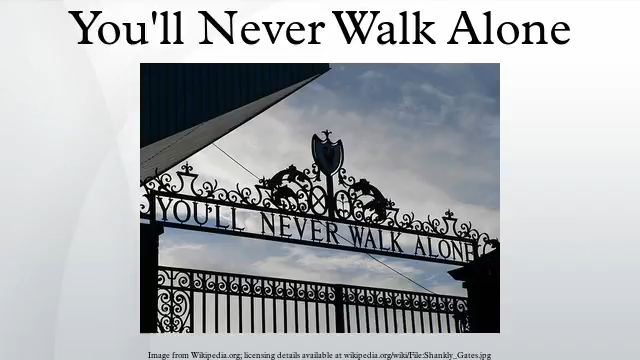 You'll Never Walk Alone
YOU'LL NEVER WALK ALONE
Image from Wikipedia.org; licensing details available at wikipedia.org/wiki/File:Shankly_Gates.jpg